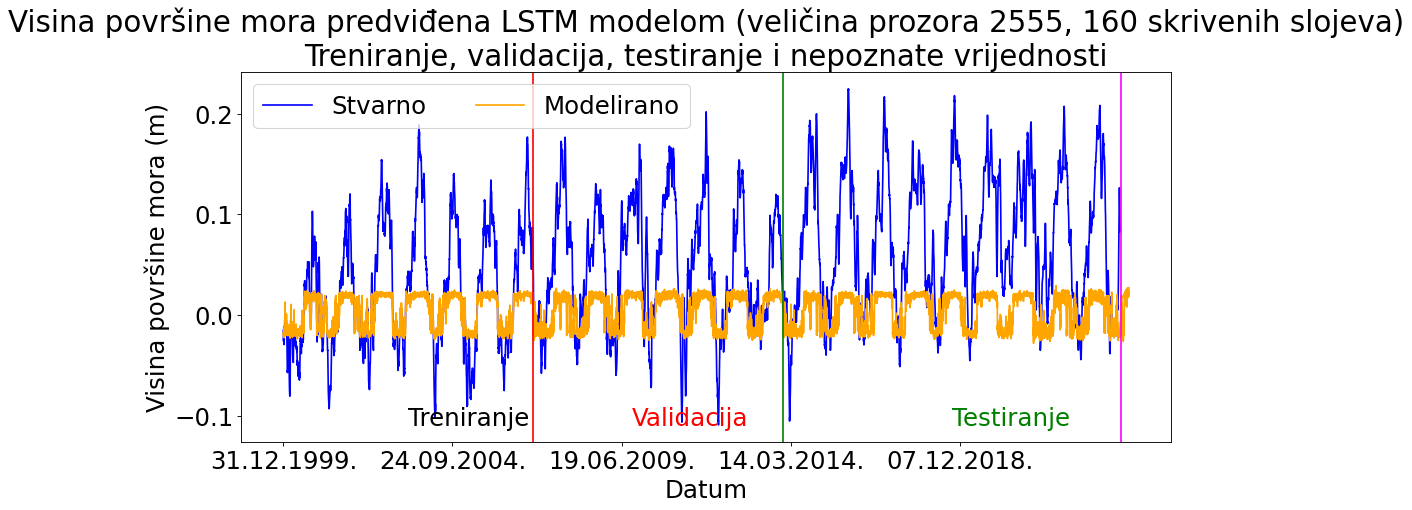 Visina površine mora predviđena LSTM modelom (veličina prozora 2555, 160 skrivenih slojeva)
Treniranje, validacija, testiranje i nepoznate vrijednosti
Stvarno
Modelirano
Visina površine mora (m)
0.2
0.1
0.0
−0.1
Treniranje
Validacija
Testiranje
31.12.1999.
24.09.2004.
19.06.2009.
14.03.2014.
07.12.2018.
Datum